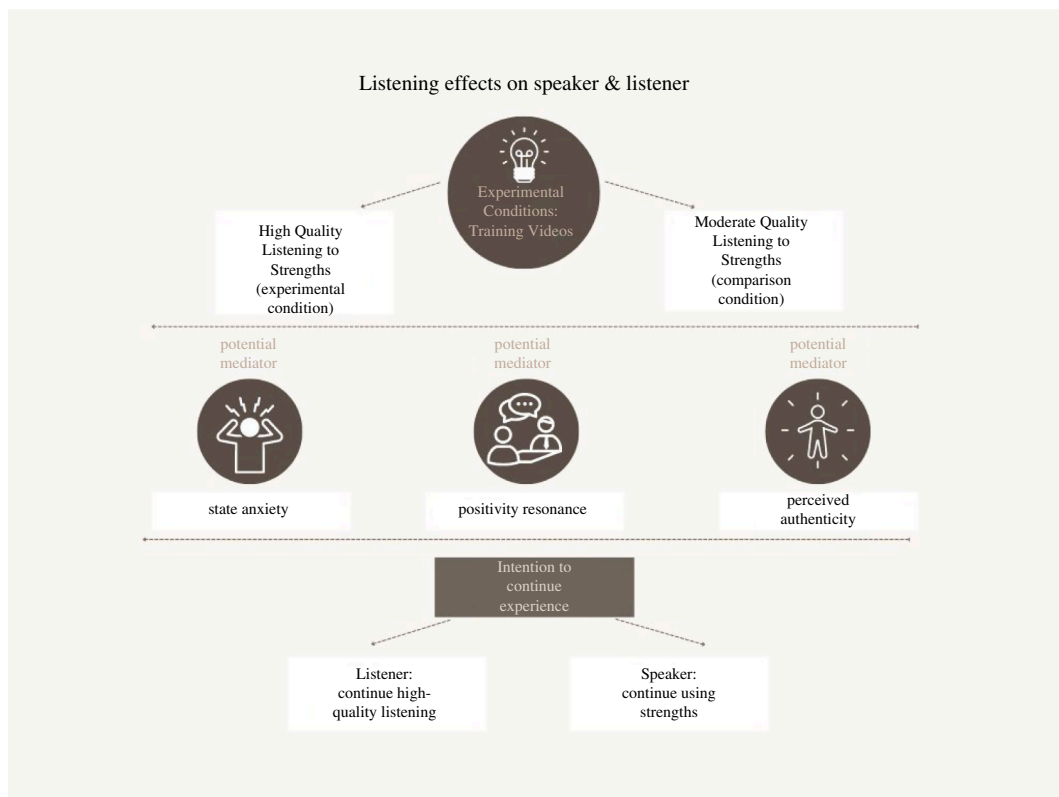 Listening effects on speaker & listener
Experimental
Conditions:
Training Videos
High Quality
Listening to
Strengths
(experimental
condition)
Moderate Quality
Listening to
Strengths
(comparison
condition)
potential
mediator
potential
mediator
potential
mediator
state anxiety
positivity resonance
perceived
authenticity
Intention to
continue
experience
Listener:
continue high-
quality listening
Speaker:
continue using
strengths